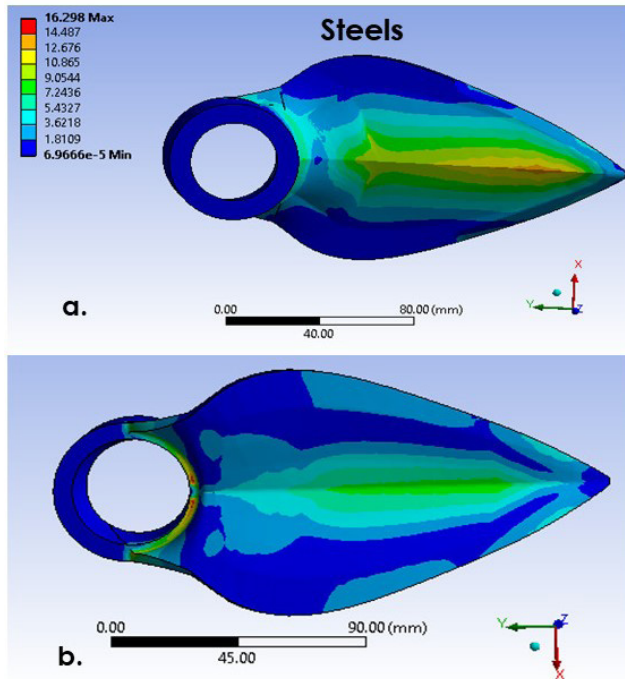 Steels
16.298 Max
14.487
12.676
10.865
9.0544
7.2436
5.4327
3.6218
1.8109
6.9666e-5 Min
X
Y
Z
a.
0.00
80.00 (mm)
40.00
b.
0.00
90.00 (mm)
45.00
Y
Z
X